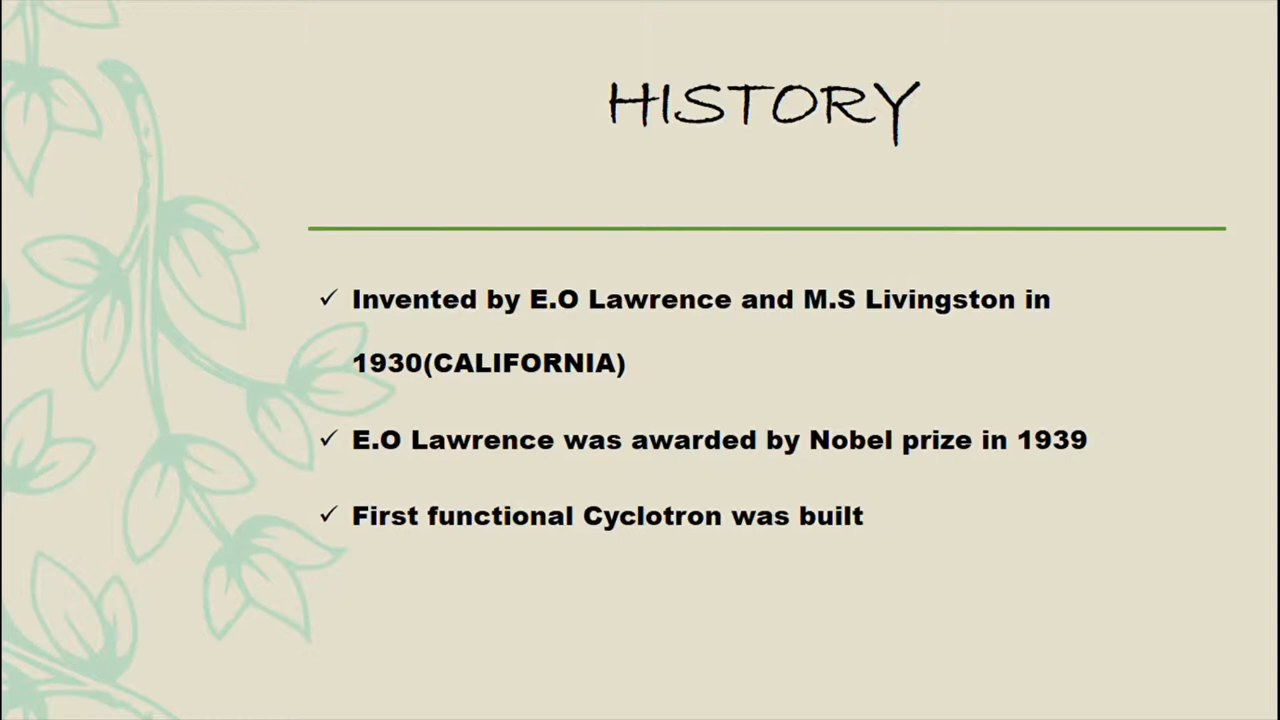 HISTORY
✓ Invented by E.O Lawrence and M.S Livingston in
1930(CALIFORNIA)
✓ E.O Lawrence was awarded by Nobel prize in 1939
✓ First functional Cyclotron was built